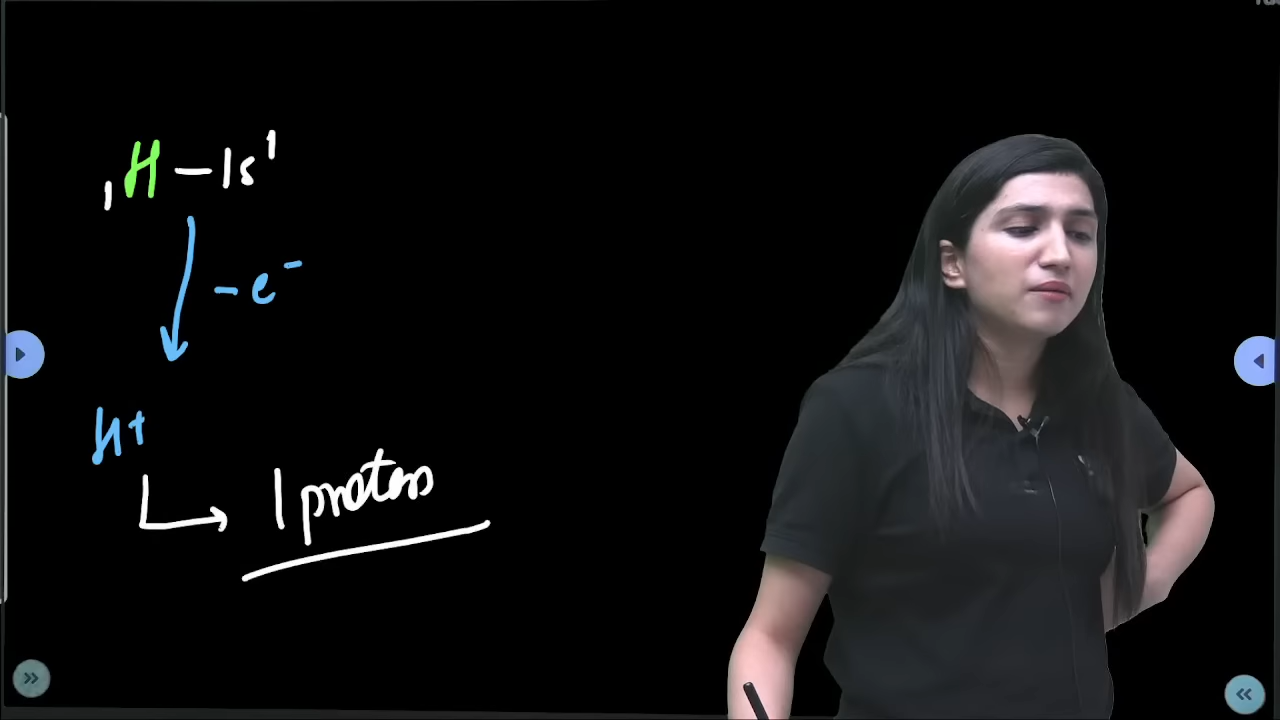 ₁H – 1s¹
– e⁻
H+
1 proton